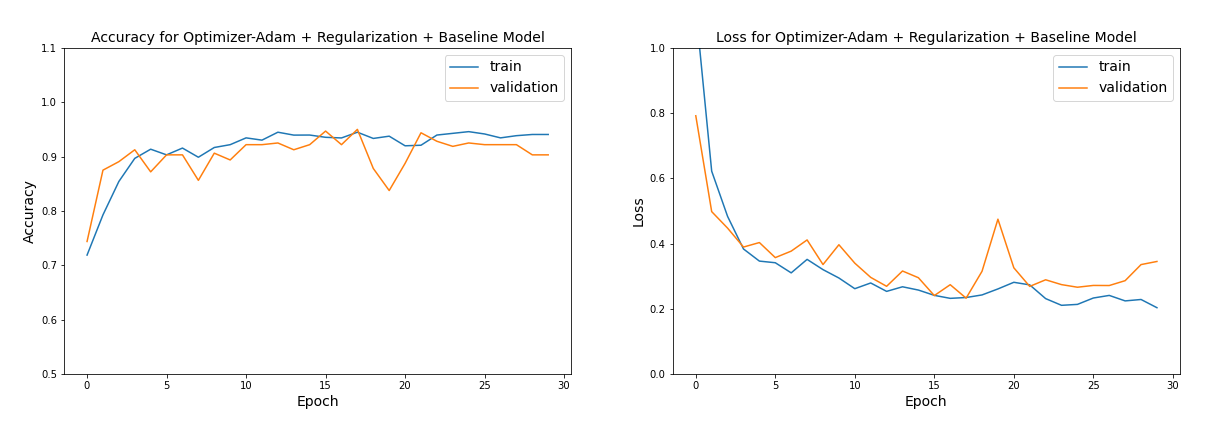 Accuracy for Optimizer-Adam + Regularization + Baseline Model
1.1
1.0
0.9
0.8
0.7
0.6
0.5
Accuracy
train
validation
0 5 10 15 20 25 30
Epoch
Loss for Optimizer-Adam + Regularization + Baseline Model
1.0
0.8
0.6
0.4
0.2
0.0
Loss
train
validation
0 5 10 15 20 25 30
Epoch